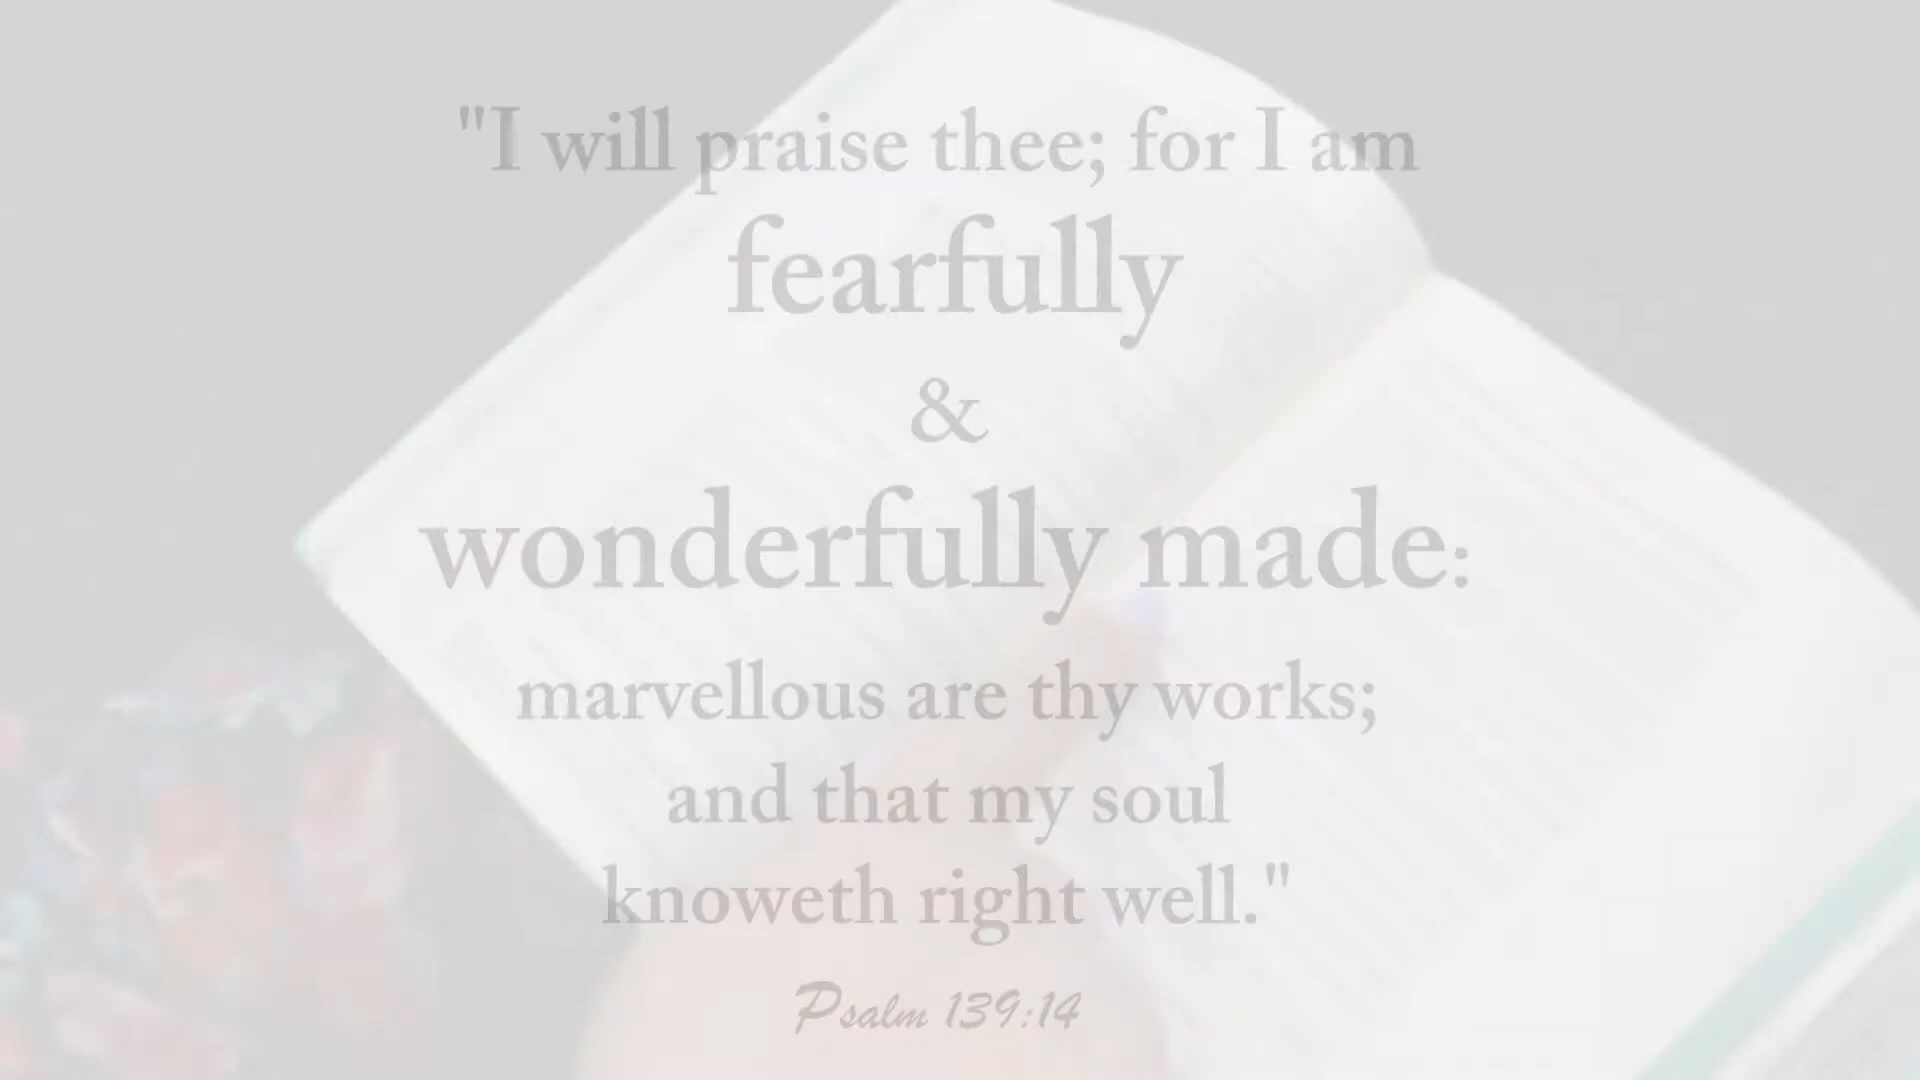 "I will praise thee; for I am
fearfully
&
wonderfully made:
marvellous are thy works;
and that my soul
knoweth right well."
Psalm 139:14